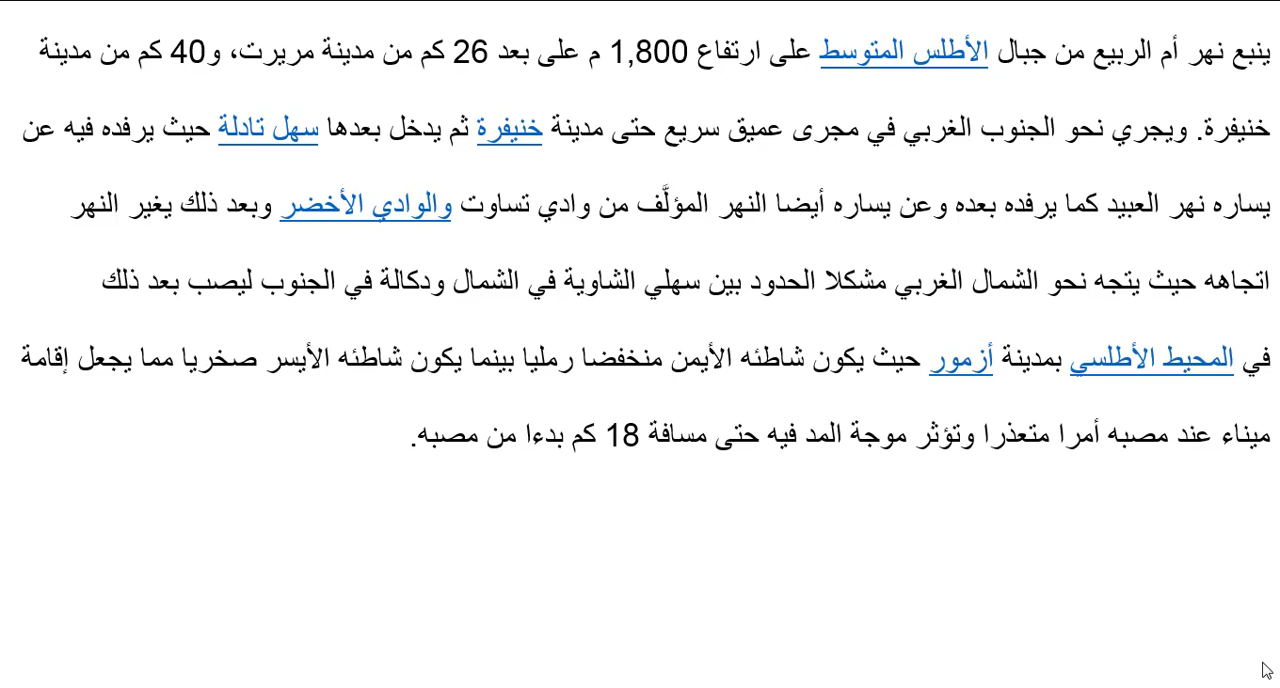 ينبع نهر أم الربيع من جبال الأطلس المتوسط على ارتفاع 1,800 م على بعد 26 كم من مدينة مريرت، و40 كم من مدينة
خنيفرة. ويجري نحو الجنوب الغربي في مجرى عميق سريع حتى مدينة خنيفرة ثم يدخل بعدها سهل تادلة حيث يرفده فيه عن
يساره نهر العبيد كما يرفده بعده وعن يساره أيضا النهر المؤلَّف من وادي تساوت والوادي الأخضر وبعد ذلك يغير النهر
اتجاهه حيث يتجه نحو الشمال الغربي مشكلا الحدود بين سهلي الشاوية في الشمال ودكالة في الجنوب ليصب بعد ذلك
في المحيط الأطلسي بمدينة أزمور حيث يكون شاطئه الأيمن منخفضا رمليا بينما يكون شاطئه الأيسر صخريا مما يجعل إقامة
ميناء عند مصبه أمرا متعذرا وتؤثر موجة المد فيه حتى مسافة 18 كم بدءا من مصبه.